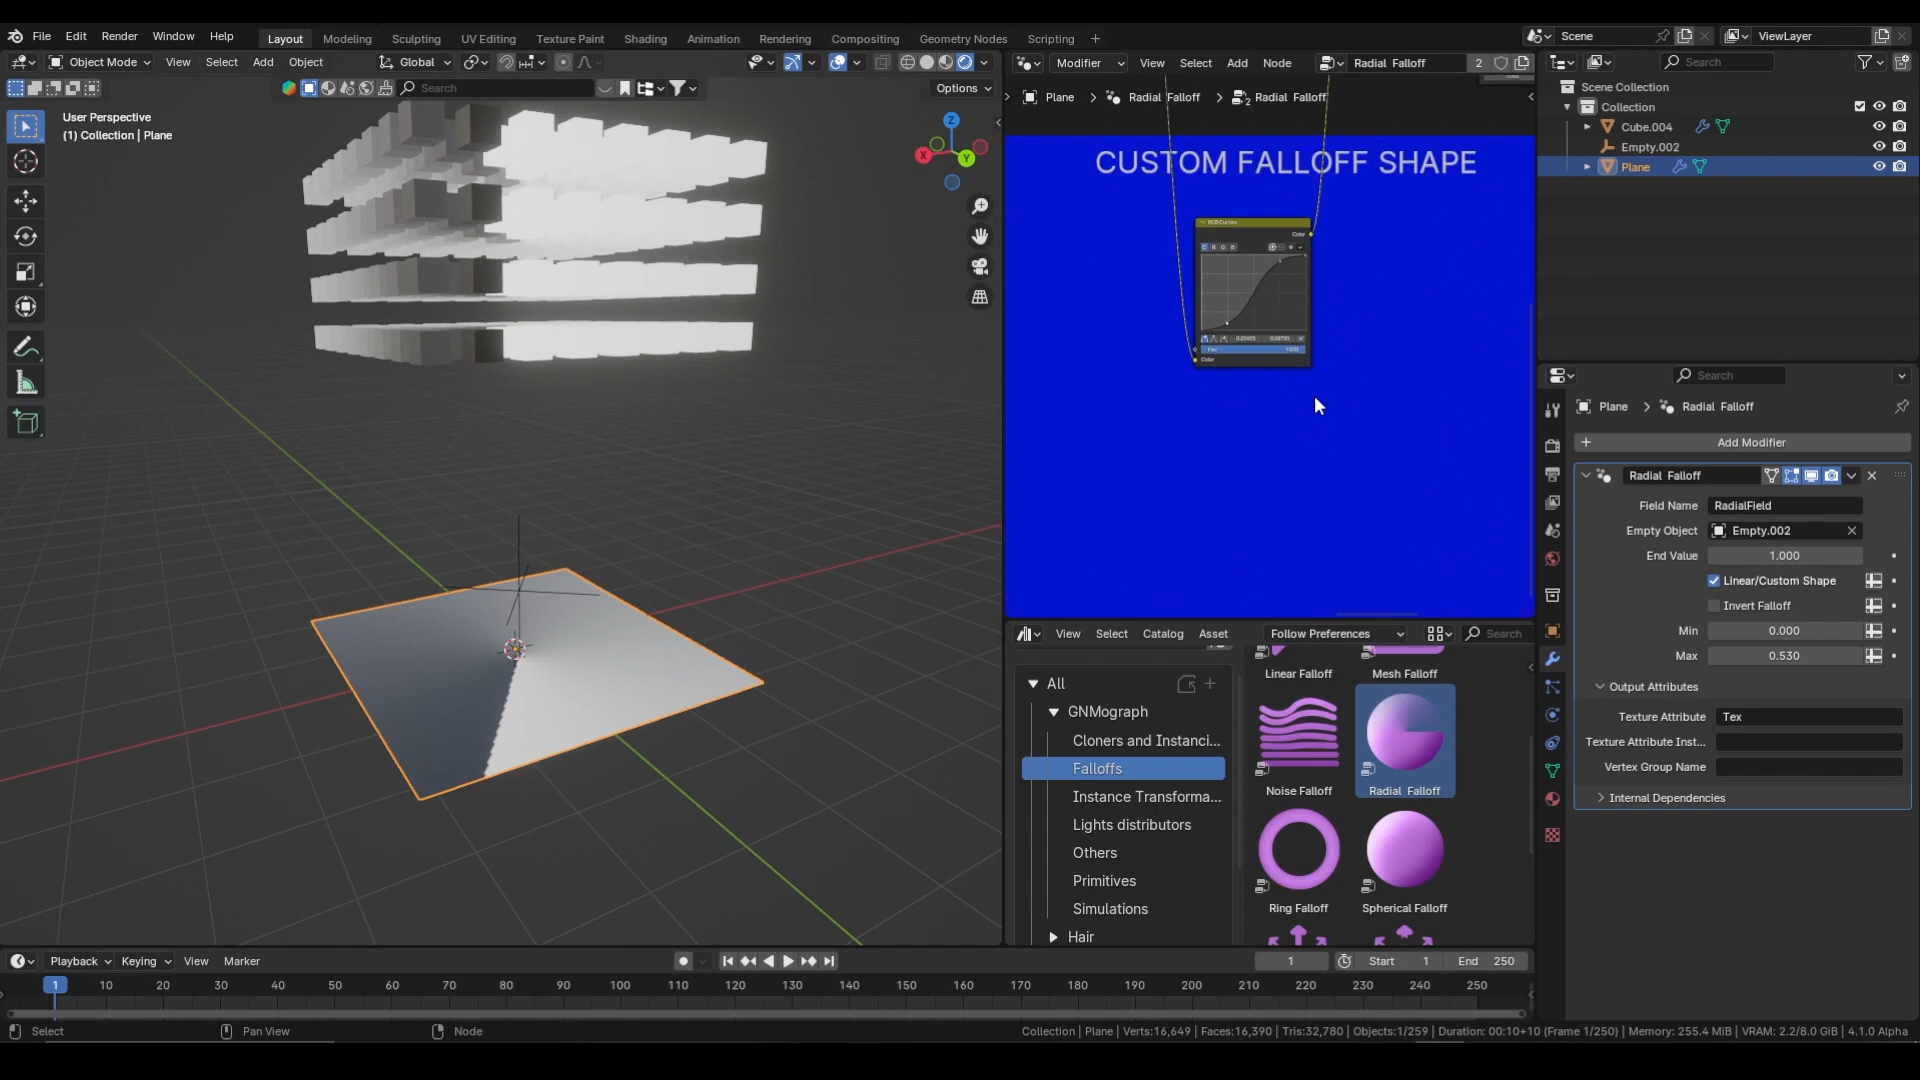 File Edit Render Window Help
Layout Modeling Sculpting UV Editing Texture Paint Shading Animation Rendering Compositing Geometry Nodes Scripting +
Scene
ViewLayer
Object Mode View Select Add Object
Global
Search
Options
User Perspective
(1) Collection | Plane
Z
X
Y
Modifier View Select Add Node
Radial Falloff 2
Plane > Radial Falloff > 2 Radial Falloff
CUSTOM FALLOFF SHAPE
RGB Curves
Color
C R G B
Fac
Color
View Select Catalog Asset Follow Preferences Search
All
GNMograph
Cloners and Instanci...
Falloffs
Instance Transforma...
Lights distributors
Others
Primitives
Simulations
Hair
Linear Falloff Mesh Falloff
Noise Falloff Radial Falloff
Ring Falloff Spherical Falloff
Search
Scene Collection
Collection
Cube.004
Empty.002
Plane
Search
Plane > Radial Falloff
+ Add Modifier
Radial Falloff
Field Name RadialField
Empty Object Empty.002
End Value 1.000
Linear/Custom Shape
Invert Falloff
Min 0.000
Max 0.530
Output Attributes
Texture Attribute Tex
Texture Attribute Inst...
Vertex Group Name
Internal Dependencies
Playback Keying View Marker
1 Start 1 End 250
1 10 20 30 40 50 60 70 80 90 100 110 120 130 140 150 160 170 180 190 200 210 220 230 240 250
Select Pan View Node
Collection | Plane | Verts:16,649 | Faces:16,390 | Tris:32,780 | Objects:1/259 | Duration: 00:10+10 (Frame 1/250) | Memory: 255.4 MiB | VRAM: 2.2/8.0 GiB | 4.1.0 Alpha